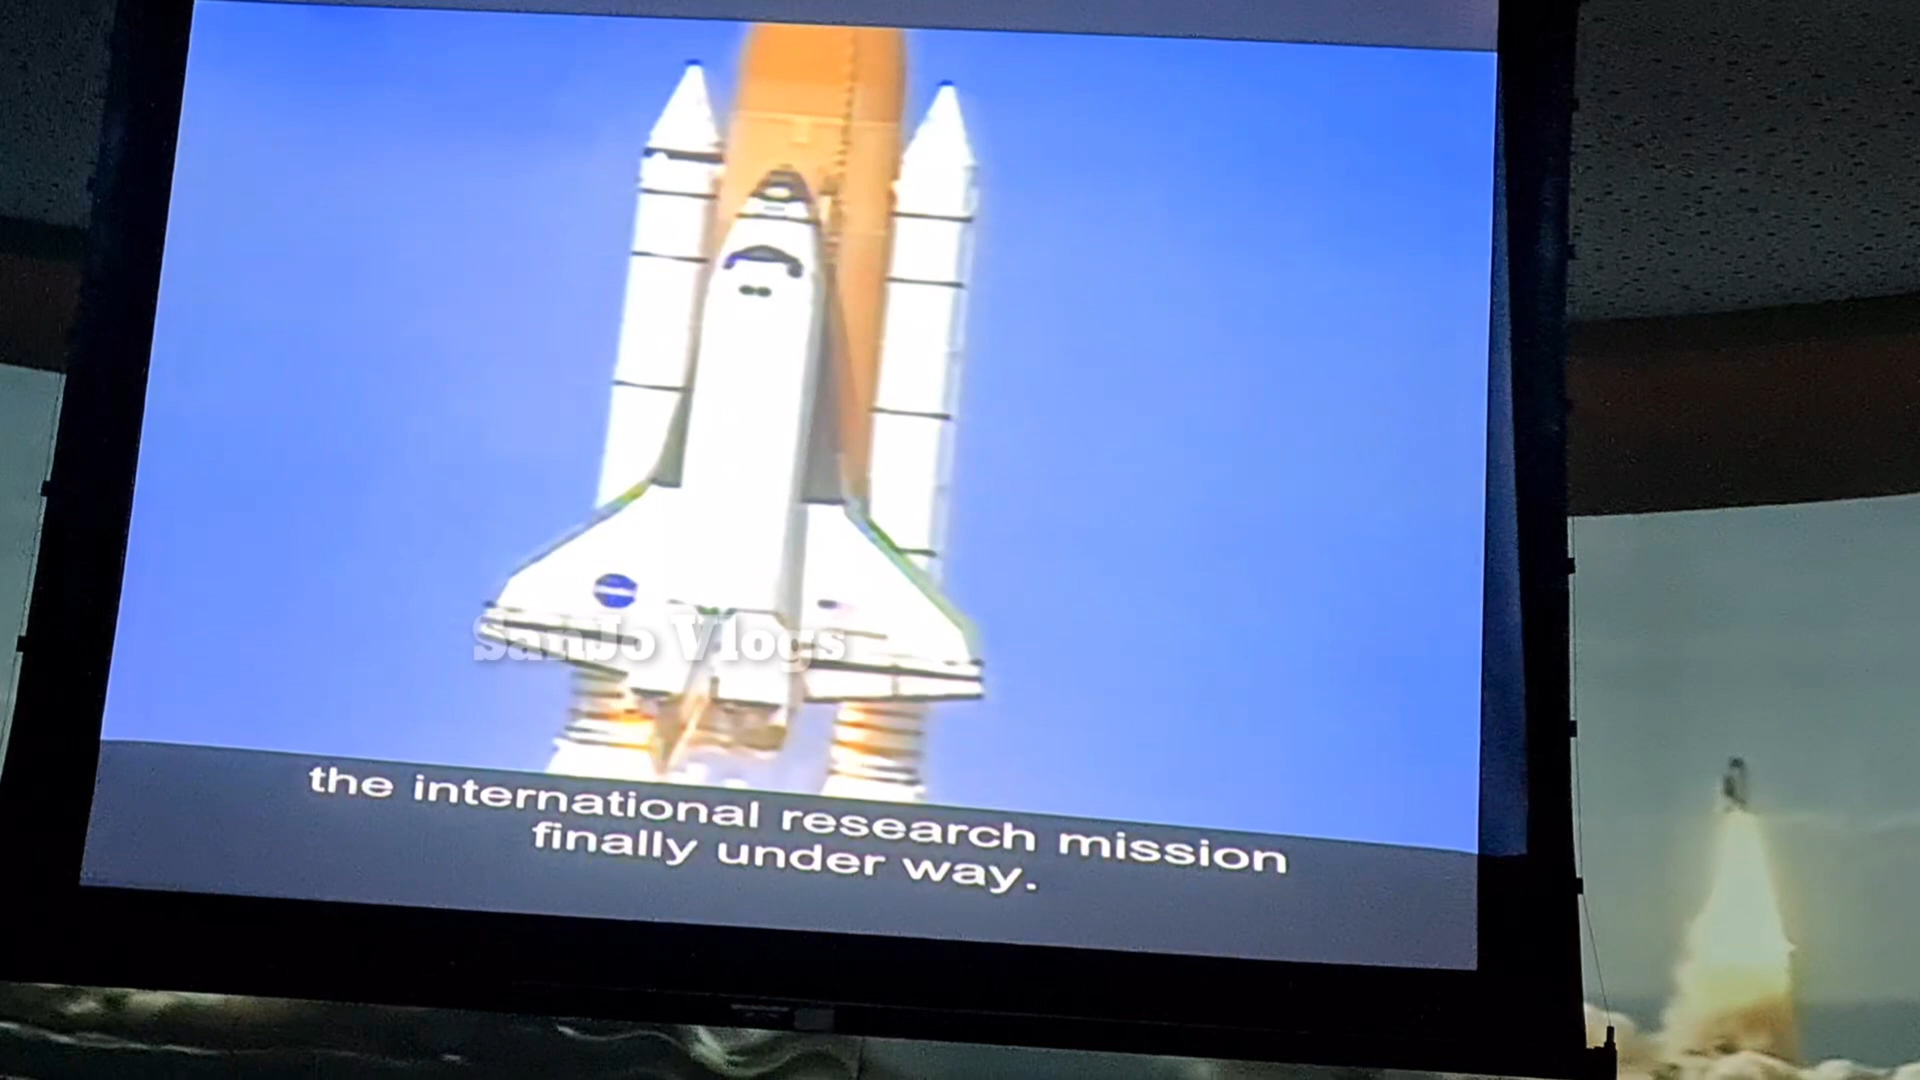 SanJo Vlogs
the international research mission
finally under way.